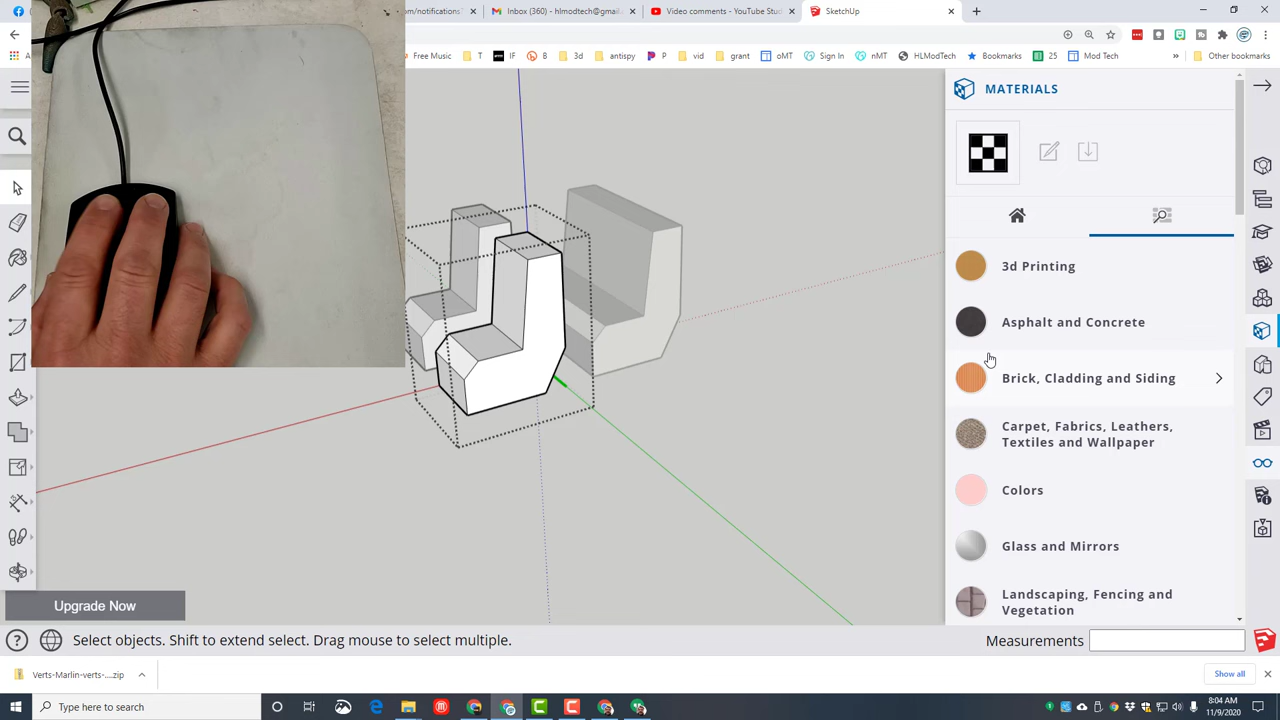 om/notificationsT
Inbox (360) - hlmodtech@gmail.c
Video comments - YouTube Studi
SketchUp
Free Music
T
IF
B
3d
antispy
P
vid
grant
oMT
Sign In
nMT
HLModTech
Bookmarks
25
Mod Tech
»
Other bookmarks
MATERIALS
3d Printing
Asphalt and Concrete
Brick, Cladding and Siding
Carpet, Fabrics, Leathers,
Textiles and Wallpaper
Colors
Glass and Mirrors
Landscaping, Fencing and
Vegetation
Upgrade Now
Select objects. Shift to extend select. Drag mouse to select multiple.
Measurements
Verts-Marlin-verts-....zip
Show all
Type here to search
8:04 AM
11/9/2020